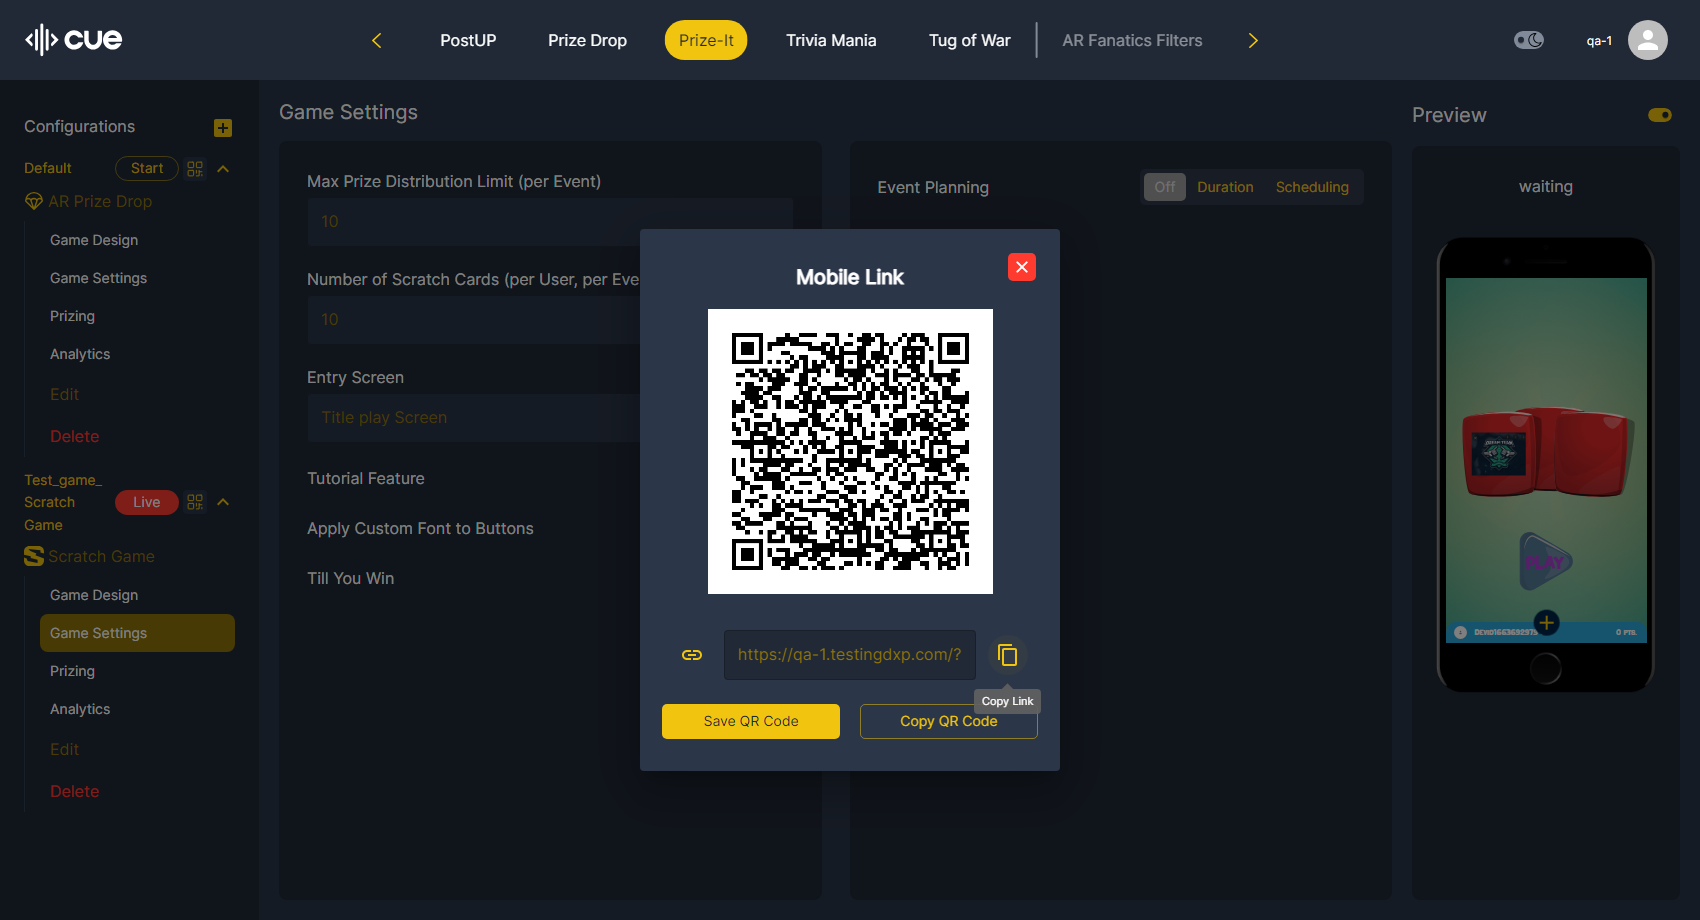 cue
PostUP
Prize Drop
Prize-It
Trivia Mania
Tug of War
AR Fanatics Filters
qa-1
Configurations
Default
Start
AR Prize Drop
Game Design
Game Settings
Prizing
Analytics
Edit
Delete
Test_game_
Scratch
Game
Live
Scratch Game
Game Design
Game Settings
Prizing
Analytics
Edit
Delete
Game Settings
Max Prize Distribution Limit (per Event)
10
Number of Scratch Cards (per User, per Eve
10
Entry Screen
Title play Screen
Tutorial Feature
Apply Custom Font to Buttons
Till You Win
Event Planning
Off
Duration
Scheduling
Mobile Link
https://qa-1.testingdxp.com/?
Copy Link
Save QR Code
Copy QR Code
Preview
waiting
PLAY
0 PTS.